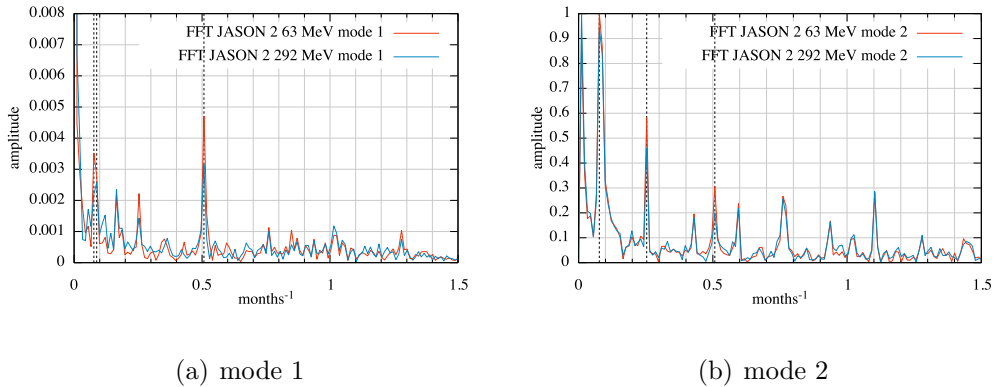 0.008
0.007
0.006
0.005
0.004
0.003
0.002
0.001
0
amplitude
FFT JASON 2 63 MeV mode 1
FFT JASON 2 292 MeV mode 1
0 0.5 1 1.5
months-1
(a) mode 1
1
0.9
0.8
0.7
0.6
0.5
0.4
0.3
0.2
0.1
0
amplitude
FFT JASON 2 63 MeV mode 2
FFT JASON 2 292 MeV mode 2
0 0.5 1 1.5
months-1
(b) mode 2